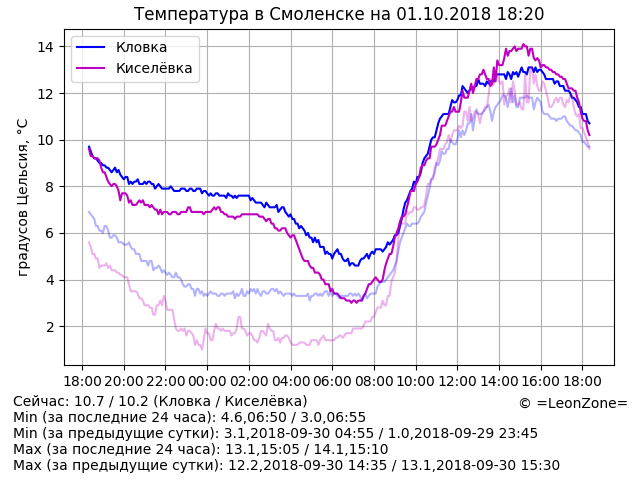 Температура в Смоленске на 01.10.2018 18:20
Кловка
Киселёвка
градусов Цельсия, °C
14
12
10
8
6
4
2
18:00 20:00 22:00 00:00 02:00 04:00 06:00 08:00 10:00 12:00 14:00 16:00 18:00
Сейчас: 10.7 / 10.2 (Кловка / Киселёвка)
© =LeonZone=
Min (за последние 24 часа): 4.6,06:50 / 3.0,06:55
Min (за предыдущие сутки): 3.1,2018-09-30 04:55 / 1.0,2018-09-29 23:45
Max (за последние 24 часа): 13.1,15:05 / 14.1,15:10
Max (за предыдущие сутки): 12.2,2018-09-30 14:35 / 13.1,2018-09-30 15:30